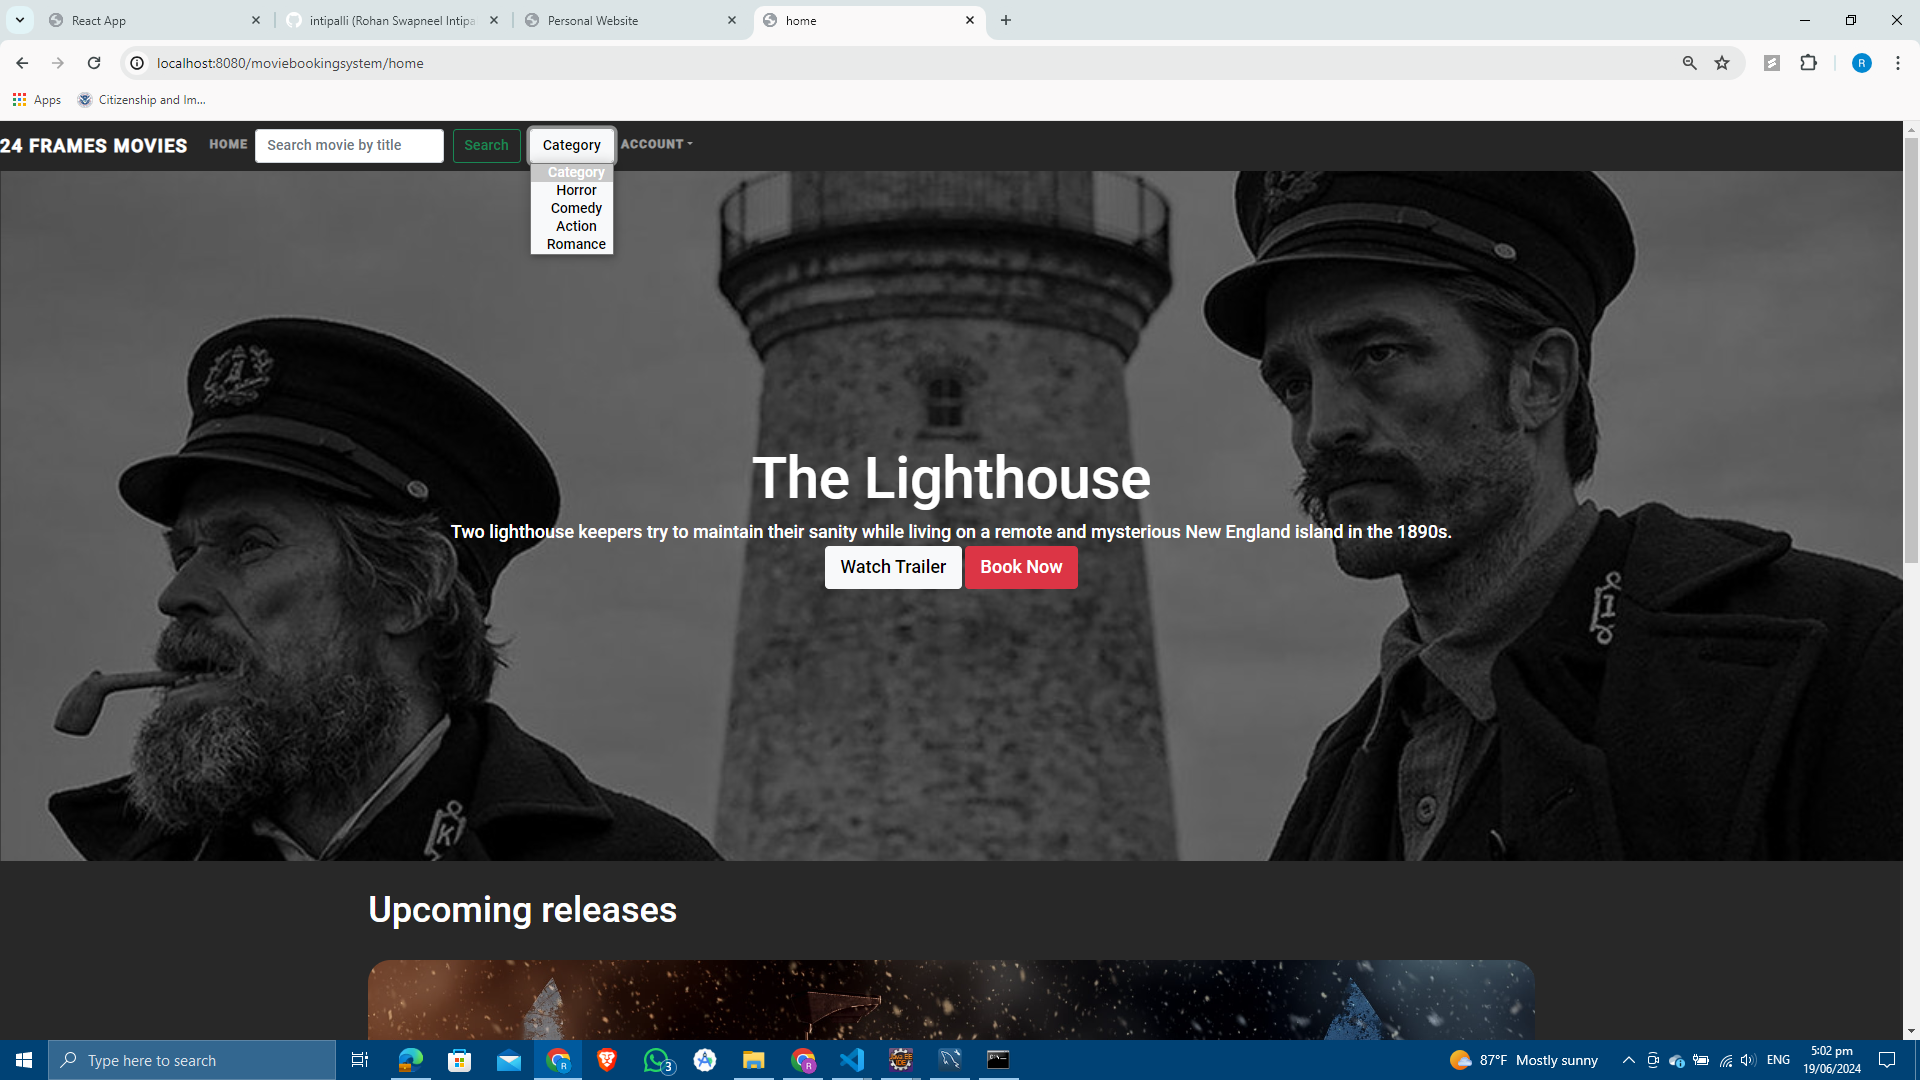 React App
intipalli (Rohan Swapneel Intipa
Personal Website
home
localhost:8080/moviebookingsystem/home
R
Apps
Citizenship and Im...
24 FRAMES MOVIES
HOME
Search movie by title
Search
Category
ACCOUNT
Category
Horror
Comedy
Action
Romance
The Lighthouse
Two lighthouse keepers try to maintain their sanity while living on a remote and mysterious New England island in the 1890s.
Watch Trailer
Book Now
K
Upcoming releases
Type here to search
R
3
R
87°F Mostly sunny
ENG
5:02 pm
19/06/2024